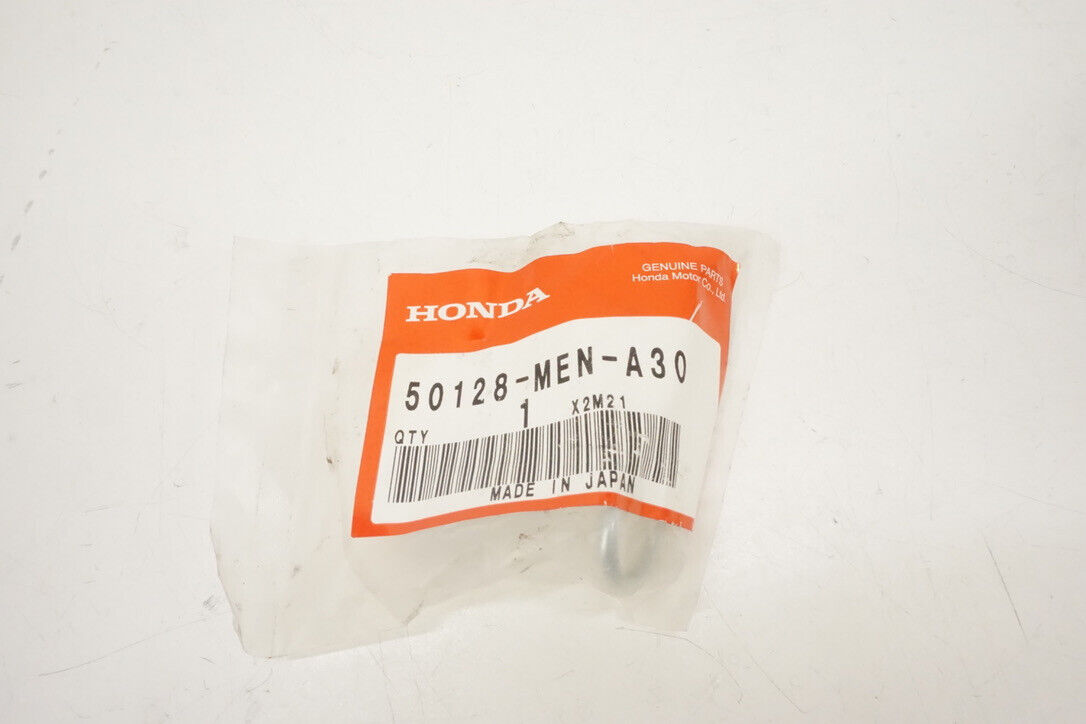 GENUINE PARTS
Honda Motor Co., Ltd.
HONDA
50128-MEN-A30
QTY 1 X2M21
MADE IN JAPAN